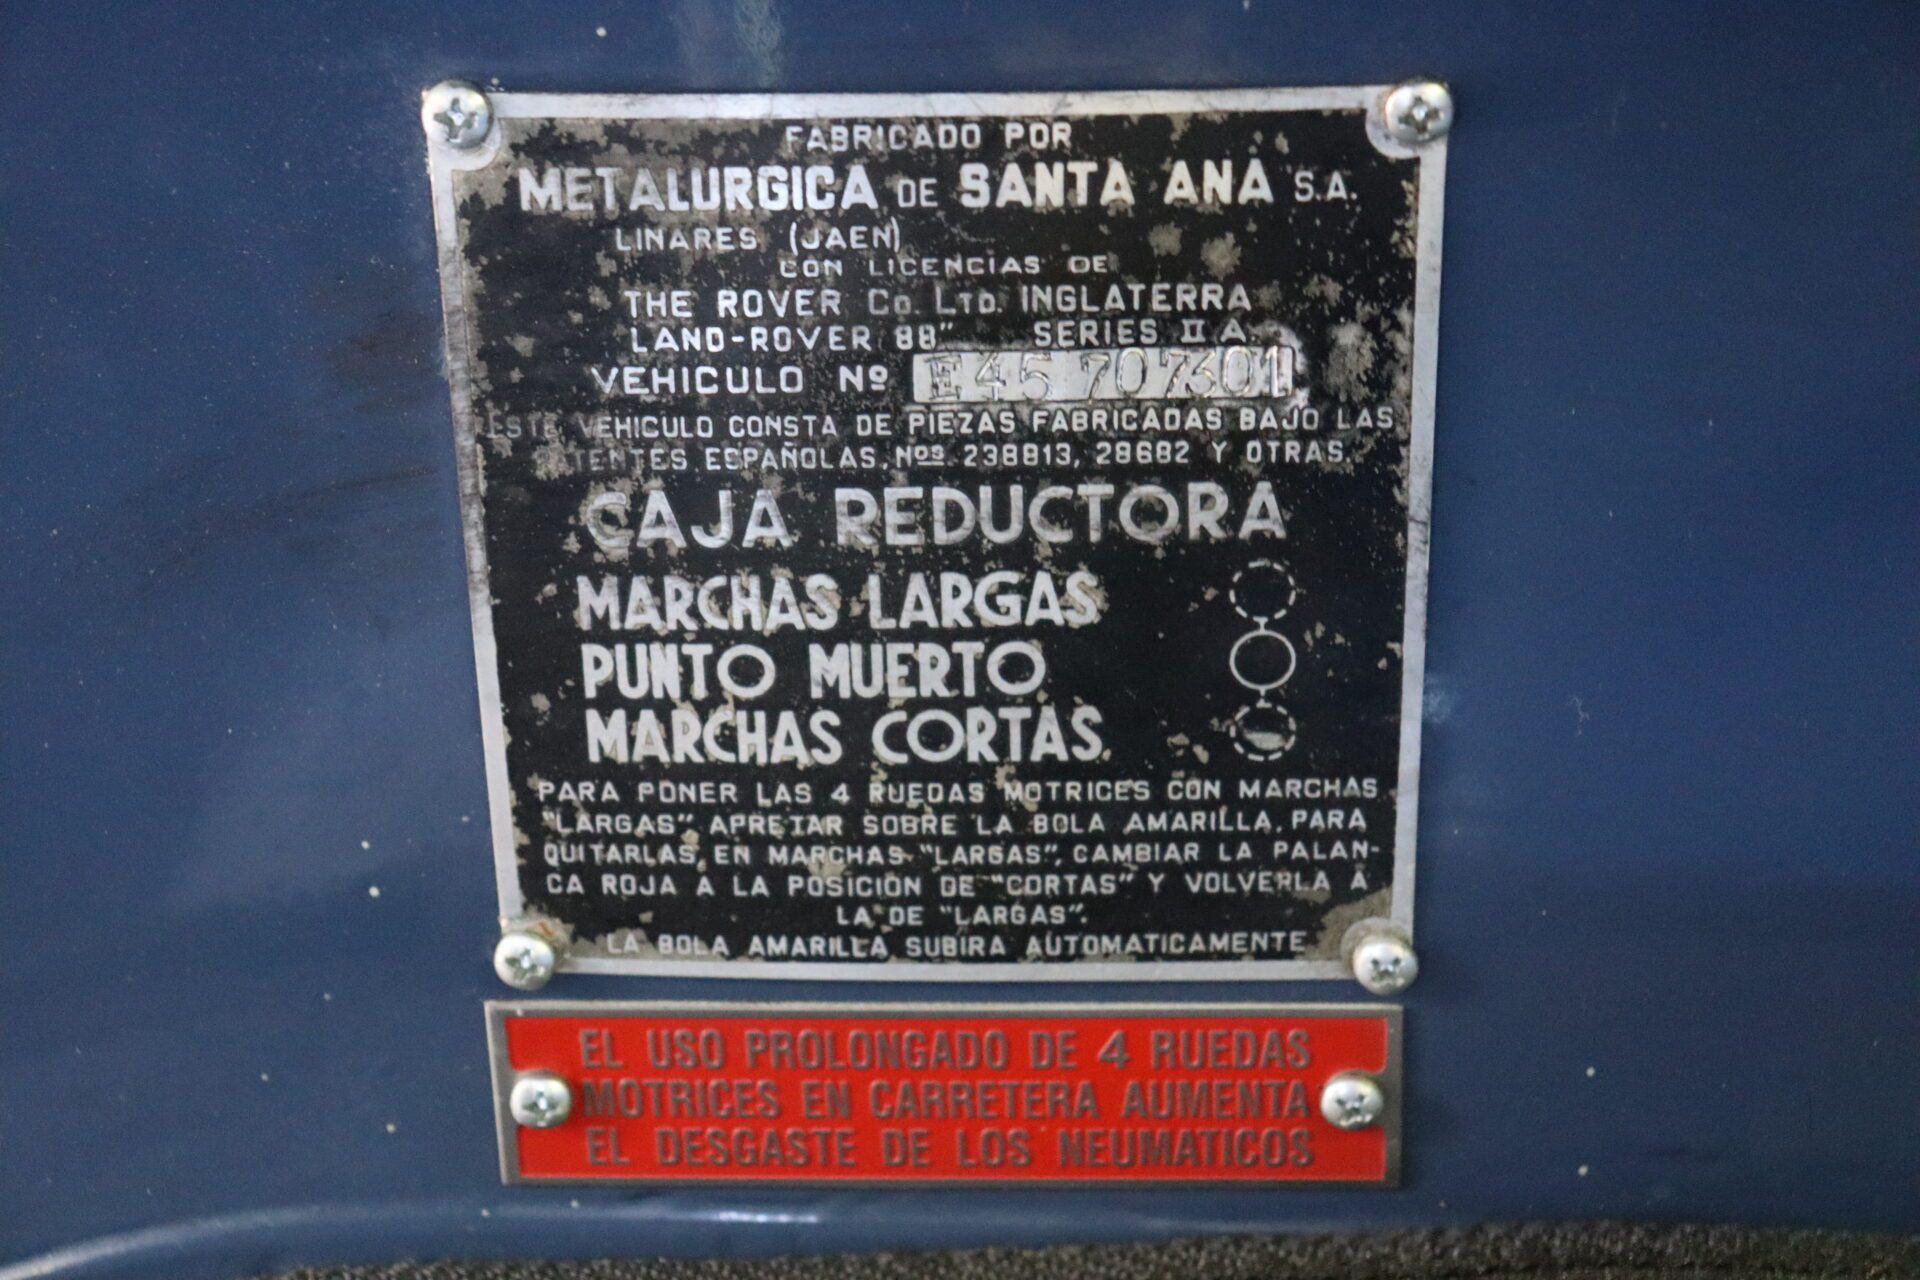 FABRICADO POR
METALURGICA DE SANTA ANA S.A.
LINARES (JAEN)
CON LICENCIAS DE
THE ROVER Co. LTD. INGLATERRA
LAND-ROVER 88" SERIES II A
VEHICULO Nº E45707301
ESTE VEHICULO CONSTA DE PIEZAS FABRICADAS BAJO LAS
PATENTES ESPAÑOLAS, Nos 238813, 28682 Y OTRAS.
CAJA REDUCTORA
MARCHAS LARGAS
PUNTO MUERTO
MARCHAS CORTAS
PARA PONER LAS 4 RUEDAS MOTRICES CON MARCHAS
"LARGAS" APRETAR SOBRE LA BOLA AMARILLA. PARA
QUITARLAS, EN MARCHAS "LARGAS", CAMBIAR LA PALAN-
CA ROJA A LA POSICION DE "CORTAS" Y VOLVERLA A
LA DE "LARGAS".
LA BOLA AMARILLA SUBIRA AUTOMATICAMENTE
EL USO PROLONGADO DE 4 RUEDAS
MOTRICES EN CARRETERA AUMENTA
EL DESGASTE DE LOS NEUMATICOS